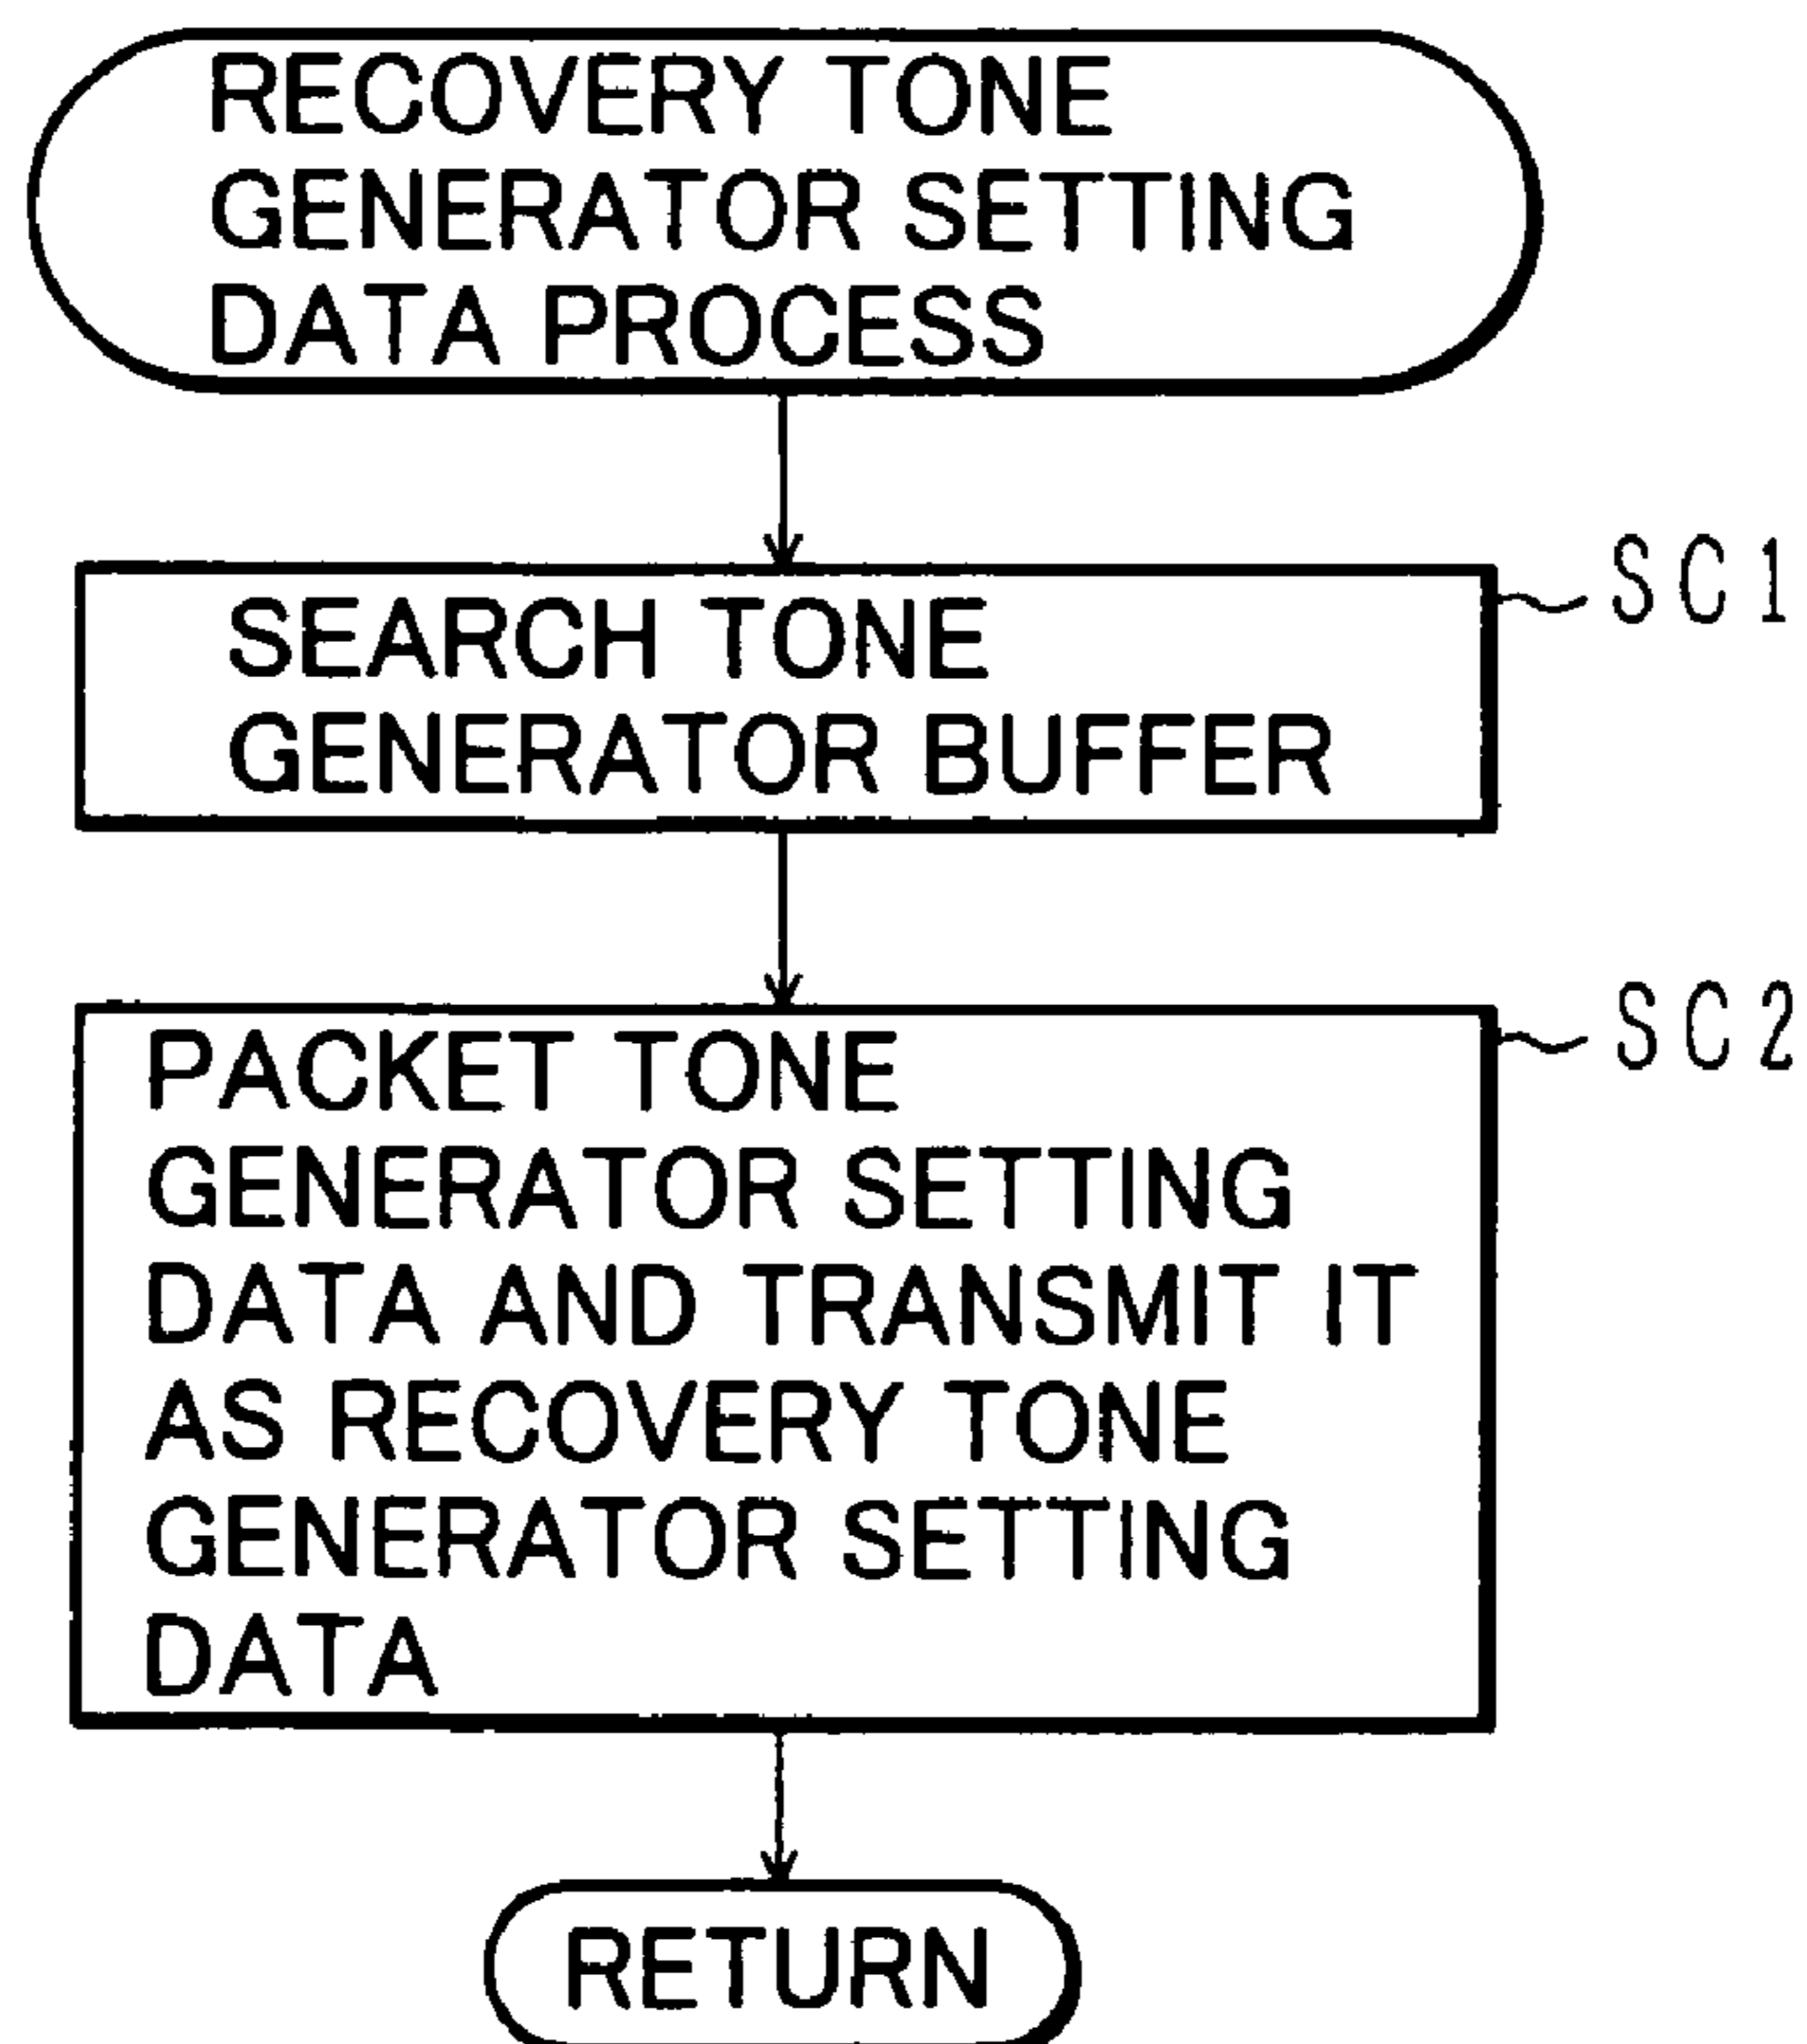 RECOVERY TONE
GENERATOR SETTING
DATA PROCESS
SC1
SEARCH TONE
GENERATOR BUFFER
SC2
PACKET TONE
GENERATOR SETTING
DATA AND TRANSMIT IT
AS RECOVERY TONE
GENERATOR SETTING
DATA
RETURN